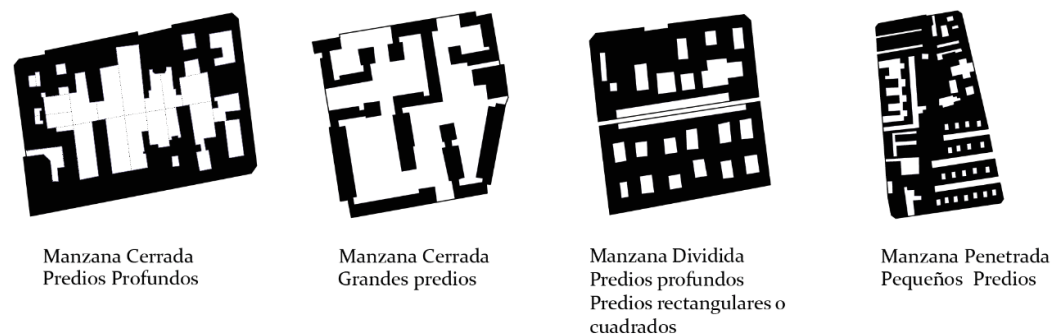 Manzana Cerrada
Predios Profundos
Manzana Cerrada
Grandes predios
Manzana Dividida
Predios profundos
Predios rectangulares o
cuadrados
Manzana Penetrada
Pequeños Predios